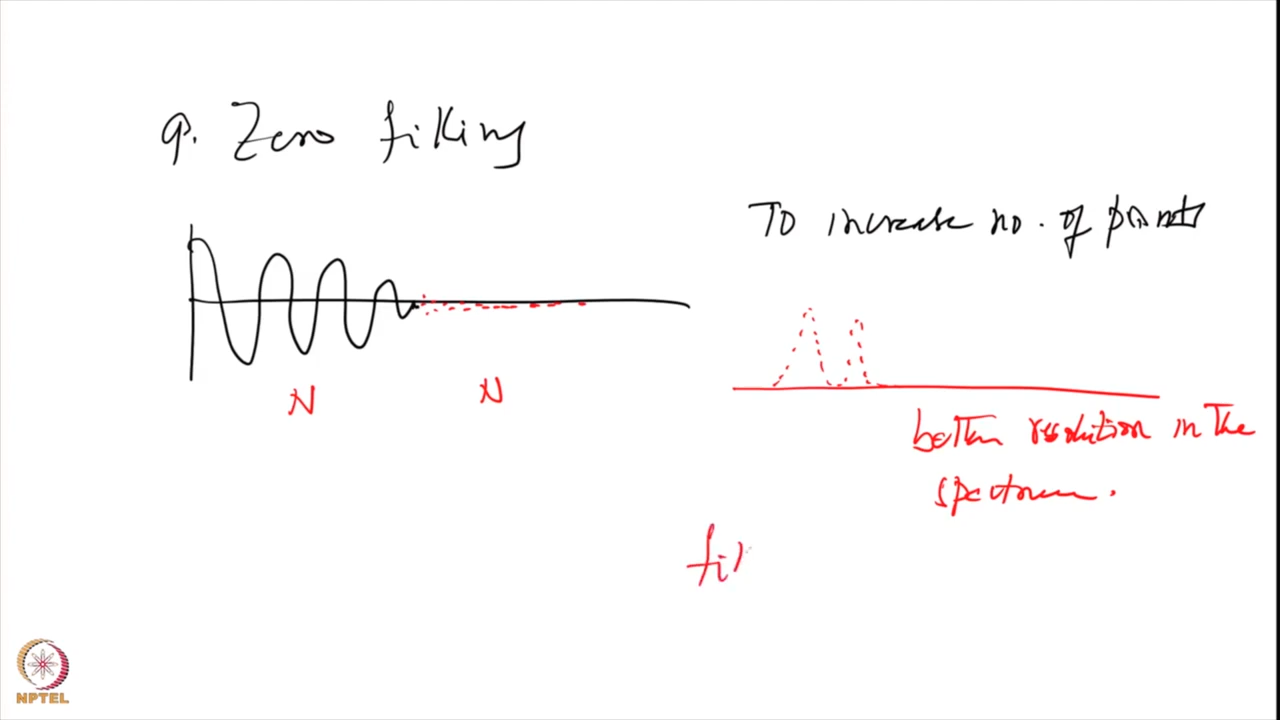 9. Zero filling
To increase no. of points
N
N
better resolution in the
spectrum.
fil
NPTEL